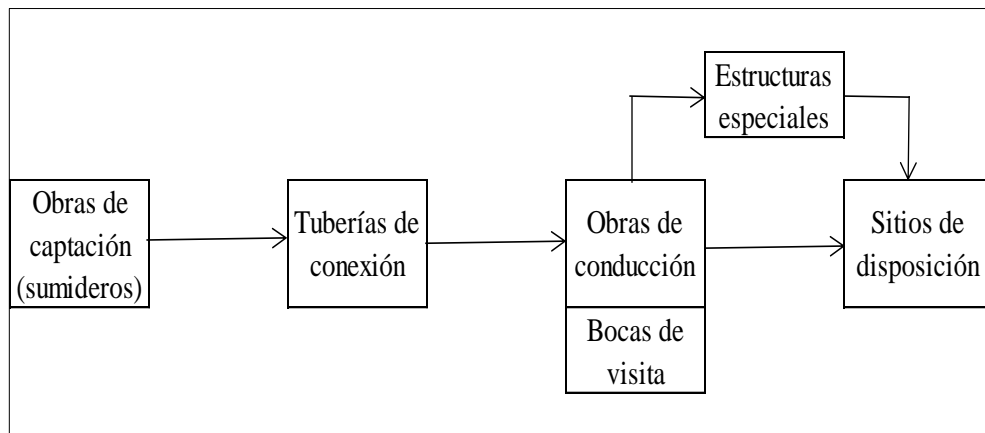 Estructuras
especiales
Obras de
captación
(sumideros)
Tuberías de
conexión
Obras de
conducción
Bocas de
visita
Sitios de
disposición